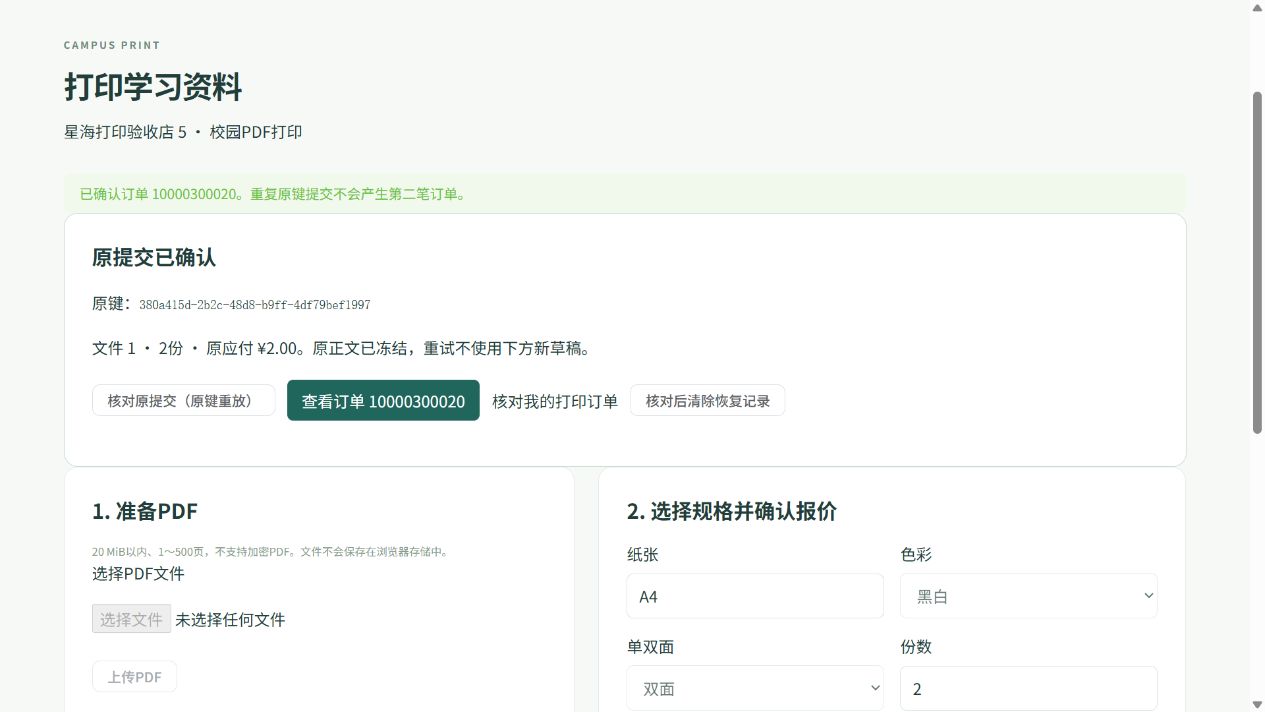 CAMPUS PRINT
打印学习资料
星海打印验收店 5 · 校园PDF打印
已确认订单 10000300020。重复原键提交不会产生第二笔订单。
原提交已确认
原键：380a415d-2b2c-48d8-b9ff-4df79bef1997
文件 1 · 2份 · 原应付 ¥2.00。原正文已冻结，重试不使用下方新草稿。
核对原提交（原键重放） 查看订单 10000300020 核对我的打印订单 核对后清除恢复记录
1. 准备PDF
20 MiB以内、1～500页，不支持加密PDF。文件不会保存在浏览器存储中。
选择PDF文件
选择文件 未选择任何文件
上传PDF
2. 选择规格并确认报价
纸张 色彩
A4 黑白
单双面 份数
双面 2